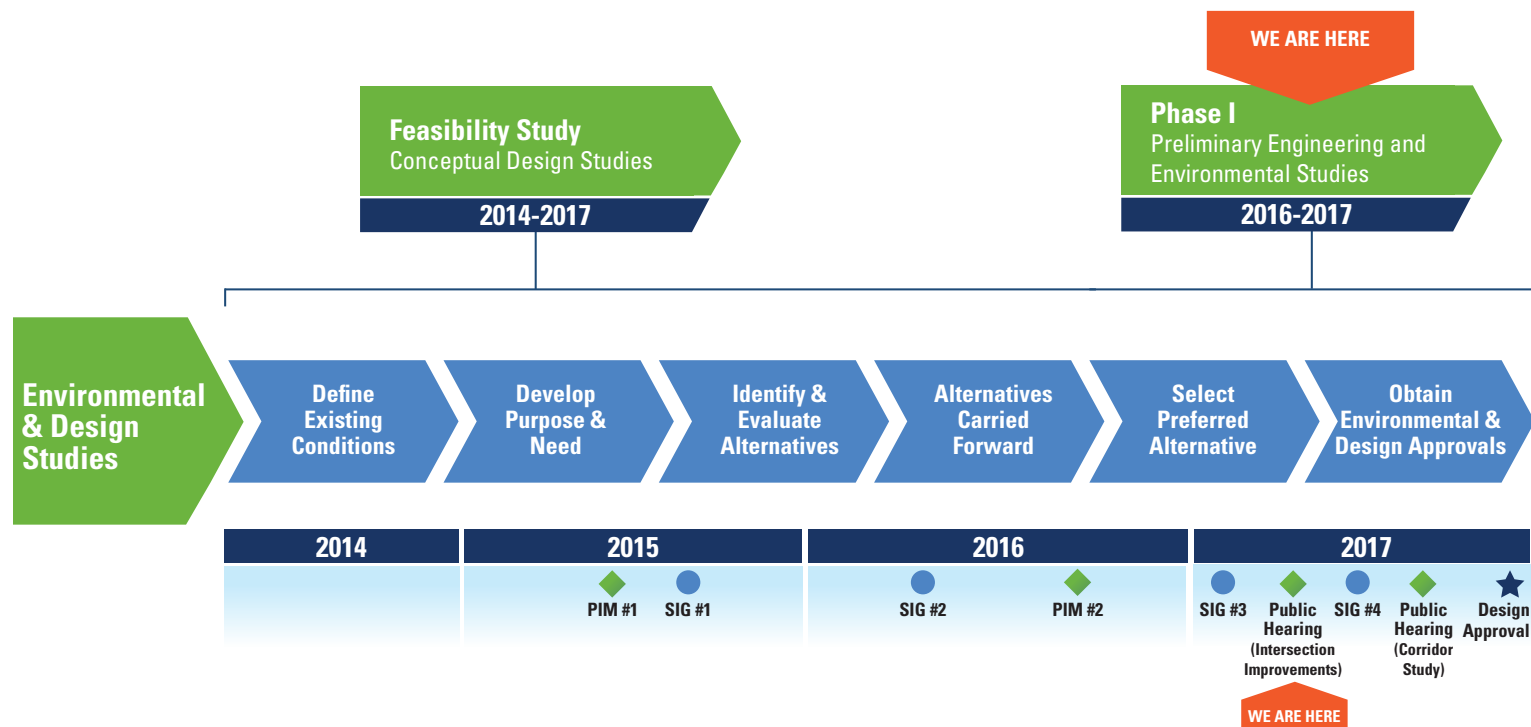 WE ARE HERE
Feasibility Study
Conceptual Design Studies
2014-2017
Phase I
Preliminary Engineering and
Environmental Studies
2016-2017
Environmental
& Design
Studies
Define
Existing
Conditions
Develop
Purpose &
Need
Identify &
Evaluate
Alternatives
Alternatives
Carried
Forward
Select
Preferred
Alternative
Obtain
Environmental &
Design Approvals
2014
2015
2016
2017
PIM #1
SIG #1
SIG #2
PIM #2
SIG #3
Public
Hearing
(Intersection
Improvements)
SIG #4
Public
Hearing
(Corridor
Study)
Design
Approval
WE ARE HERE